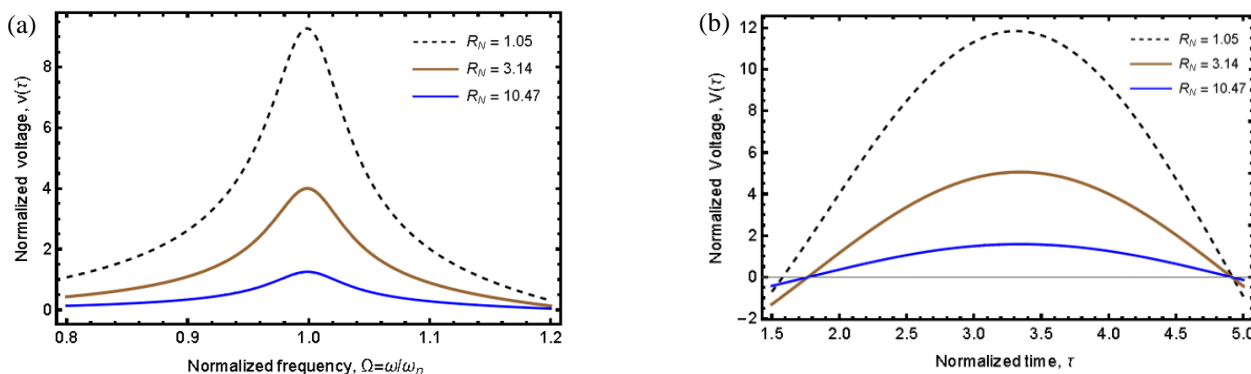 (a)
Normalized voltage, v(τ)
8
6
4
2
0
R_N = 1.05
R_N = 3.14
R_N = 10.47
0.8 0.9 1.0 1.1 1.2
Normalized frequency, Ω=ω/ω_n
(b)
Normalized Voltage, V(τ)
12
10
8
6
4
2
0
−2
R_N = 1.05
R_N = 3.14
R_N = 10.47
1.5 2.0 2.5 3.0 3.5 4.0 4.5 5.0
Normalized time, τ